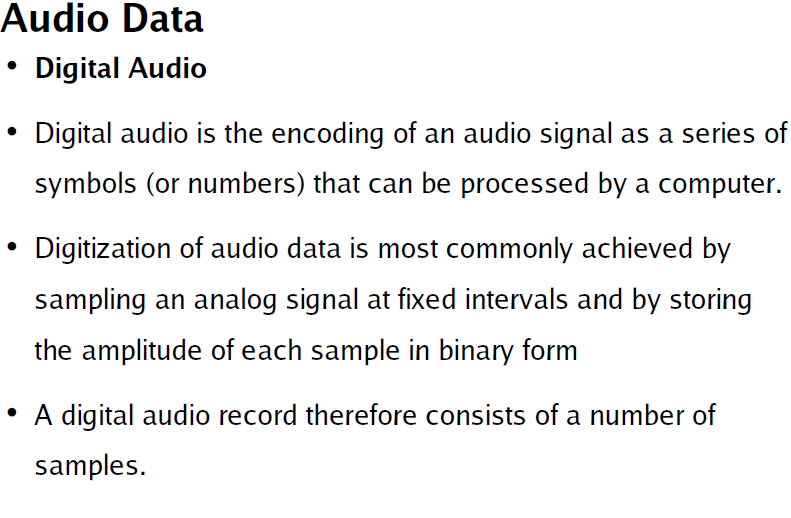 Audio Data
• Digital Audio
• Digital audio is the encoding of an audio signal as a series of
symbols (or numbers) that can be processed by a computer.
• Digitization of audio data is most commonly achieved by
sampling an analog signal at fixed intervals and by storing
the amplitude of each sample in binary form
• A digital audio record therefore consists of a number of
samples.